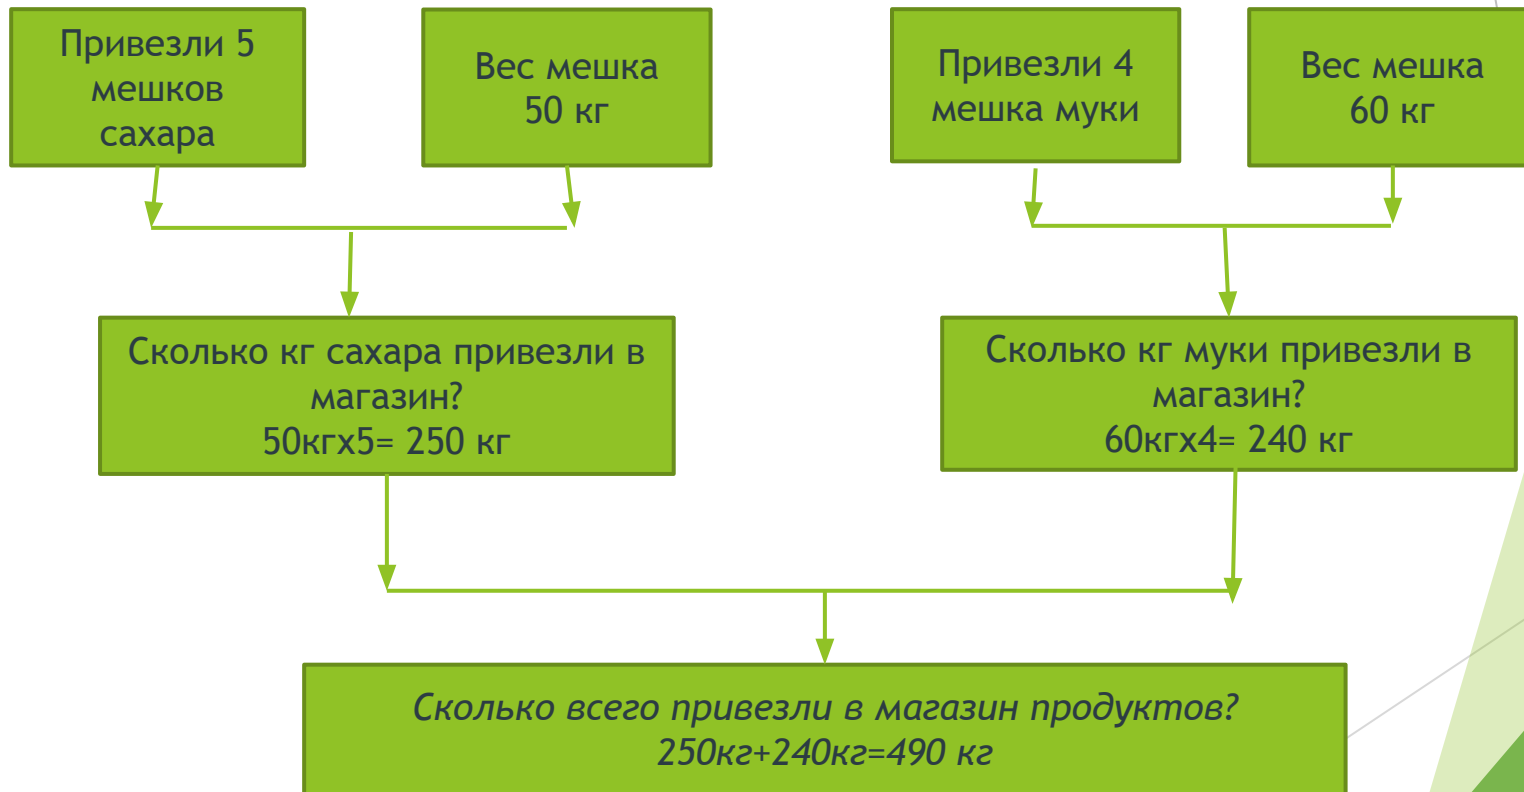 Привезли 5
мешков
сахара
Вес мешка
50 кг
Привезли 4
мешка муки
Вес мешка
60 кг
Сколько кг сахара привезли в
магазин?
50кгх5= 250 кг
Сколько кг муки привезли в
магазин?
60кгх4= 240 кг
Сколько всего привезли в магазин продуктов?
250кг+240кг=490 кг